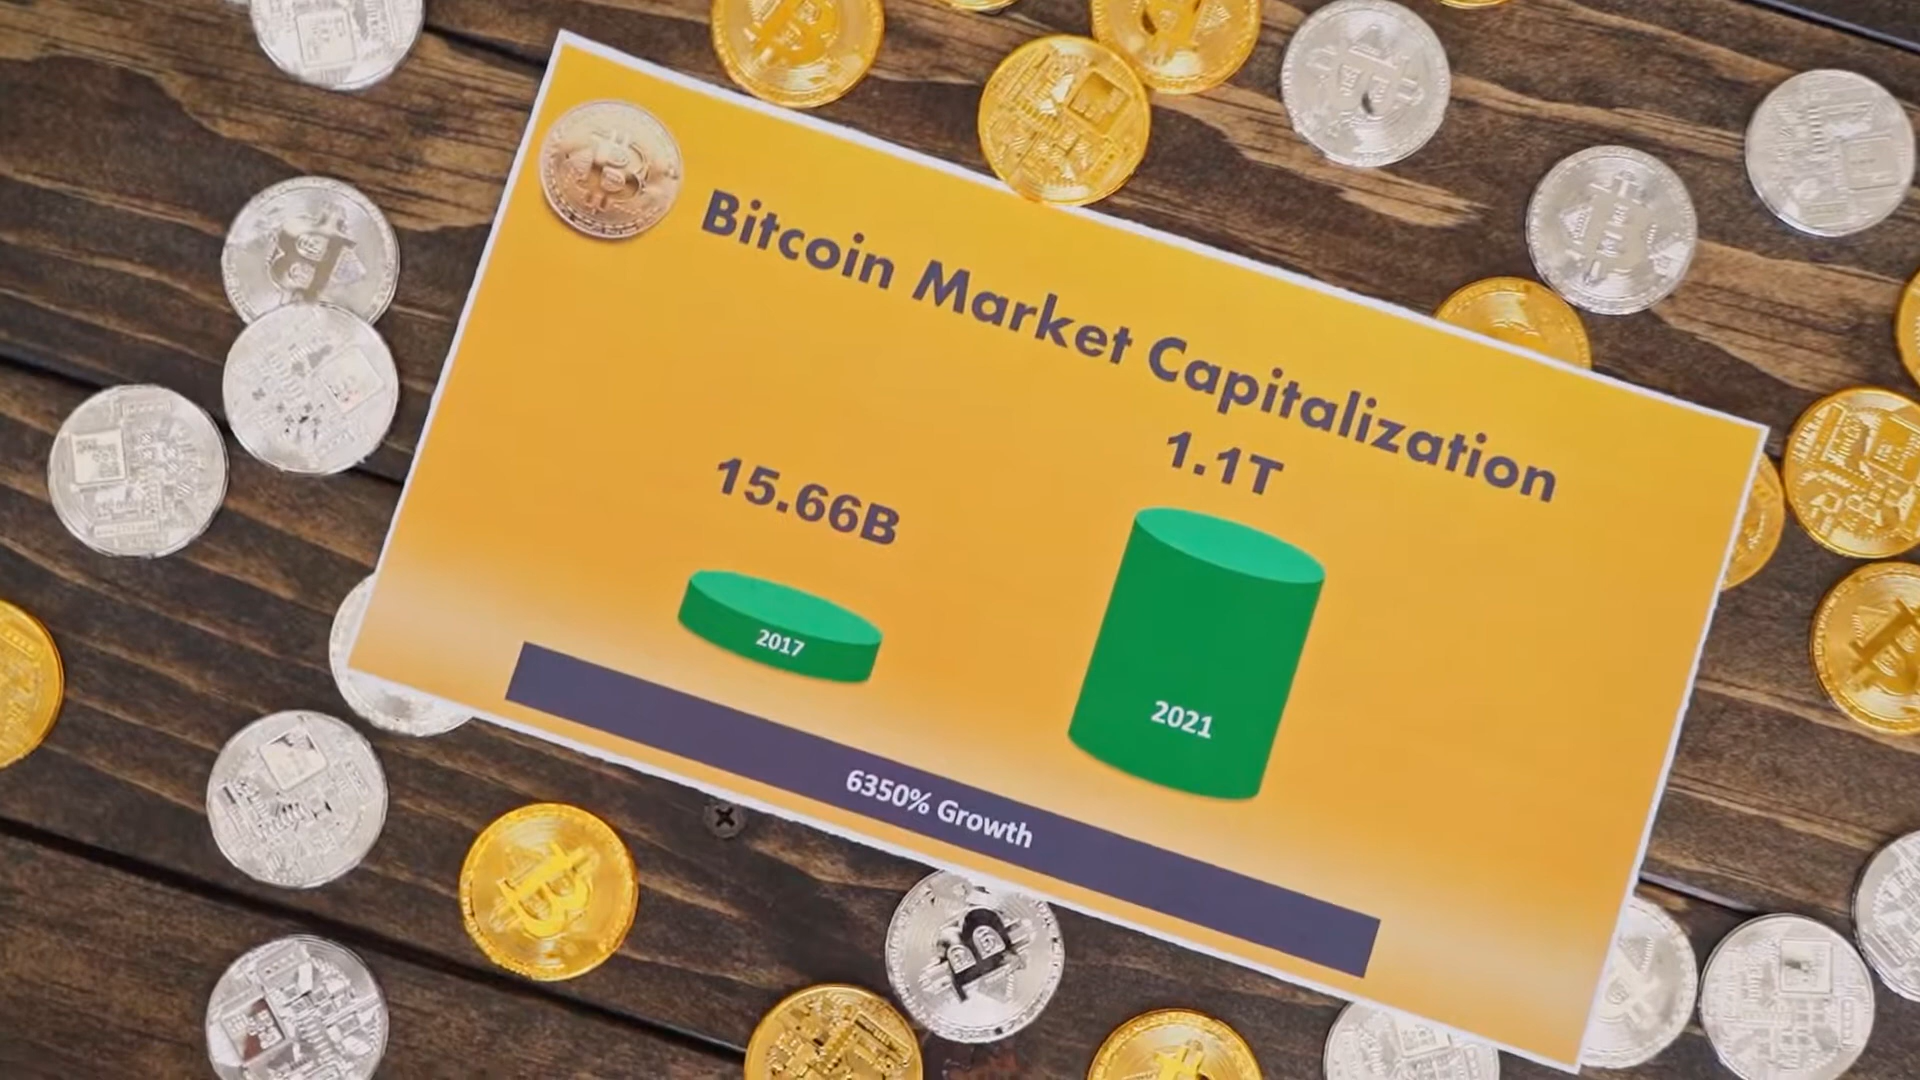 Bitcoin Market Capitalization
15.66B
1.1T
2017
2021
6350% Growth